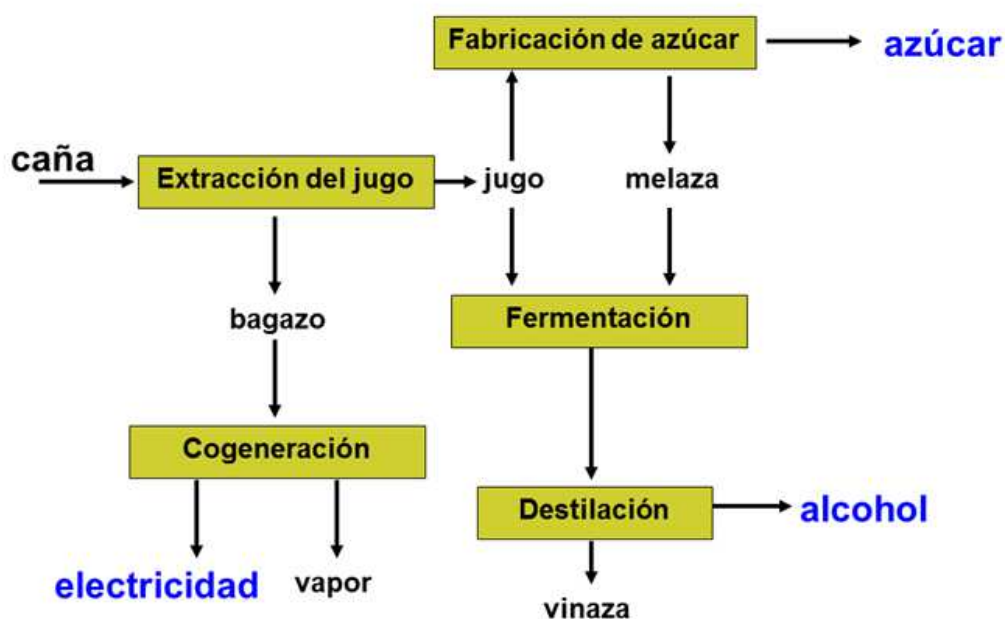 Fabricación de azúcar
azúcar
caña
Extracción del jugo
jugo
melaza
bagazo
Fermentación
Cogeneración
Destilación
alcohol
electricidad
vapor
vinaza